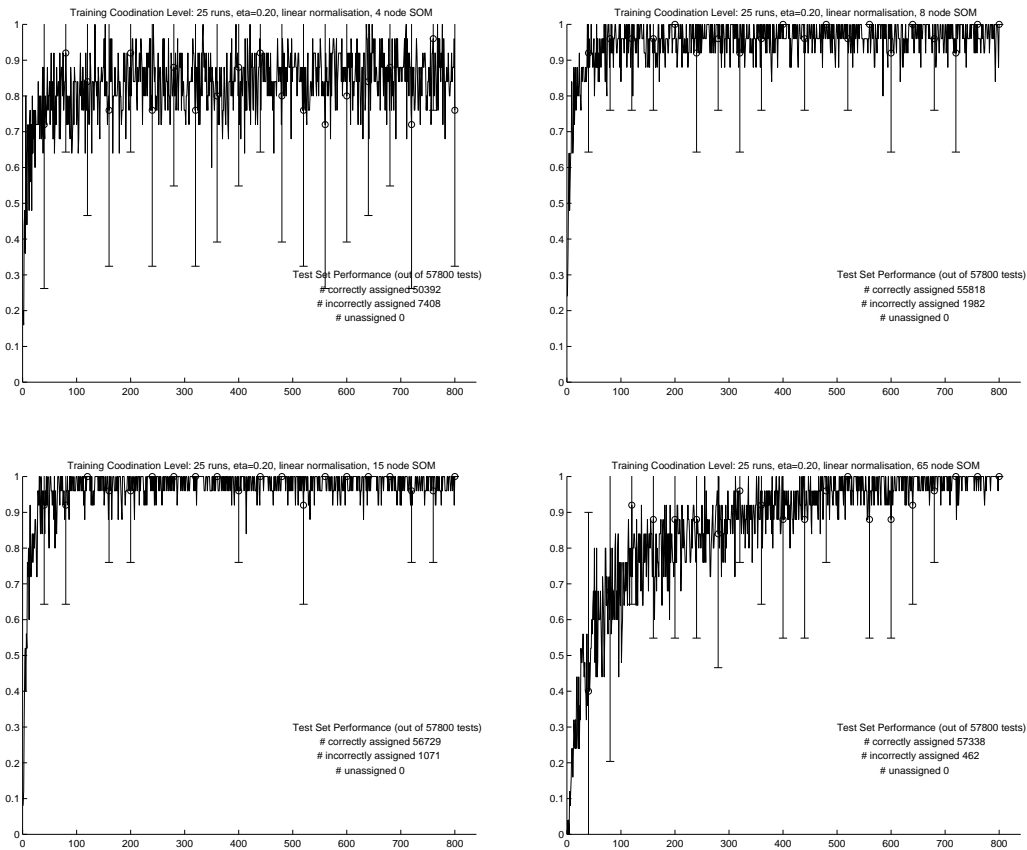 Training Coodination Level: 25 runs, eta=0.20, linear normalisation, 4 node SOM
1
0.9
0.8
0.7
0.6
0.5
0.4
0.3
0.2
0.1
0
Test Set Performance (out of 57800 tests)
# correctly assigned 50392
# incorrectly assigned 7408
# unassigned 0
0 100 200 300 400 500 600 700 800
Training Coodination Level: 25 runs, eta=0.20, linear normalisation, 8 node SOM
1
0.9
0.8
0.7
0.6
0.5
0.4
0.3
0.2
0.1
0
Test Set Performance (out of 57800 tests)
# correctly assigned 55818
# incorrectly assigned 1982
# unassigned 0
0 100 200 300 400 500 600 700 800
Training Coodination Level: 25 runs, eta=0.20, linear normalisation, 15 node SOM
1
0.9
0.8
0.7
0.6
0.5
0.4
0.3
0.2
0.1
0
Test Set Performance (out of 57800 tests)
# correctly assigned 56729
# incorrectly assigned 1071
# unassigned 0
0 100 200 300 400 500 600 700 800
Training Coodination Level: 25 runs, eta=0.20, linear normalisation, 65 node SOM
1
0.9
0.8
0.7
0.6
0.5
0.4
0.3
0.2
0.1
0
Test Set Performance (out of 57800 tests)
# correctly assigned 57338
# incorrectly assigned 462
# unassigned 0
0 100 200 300 400 500 600 700 800